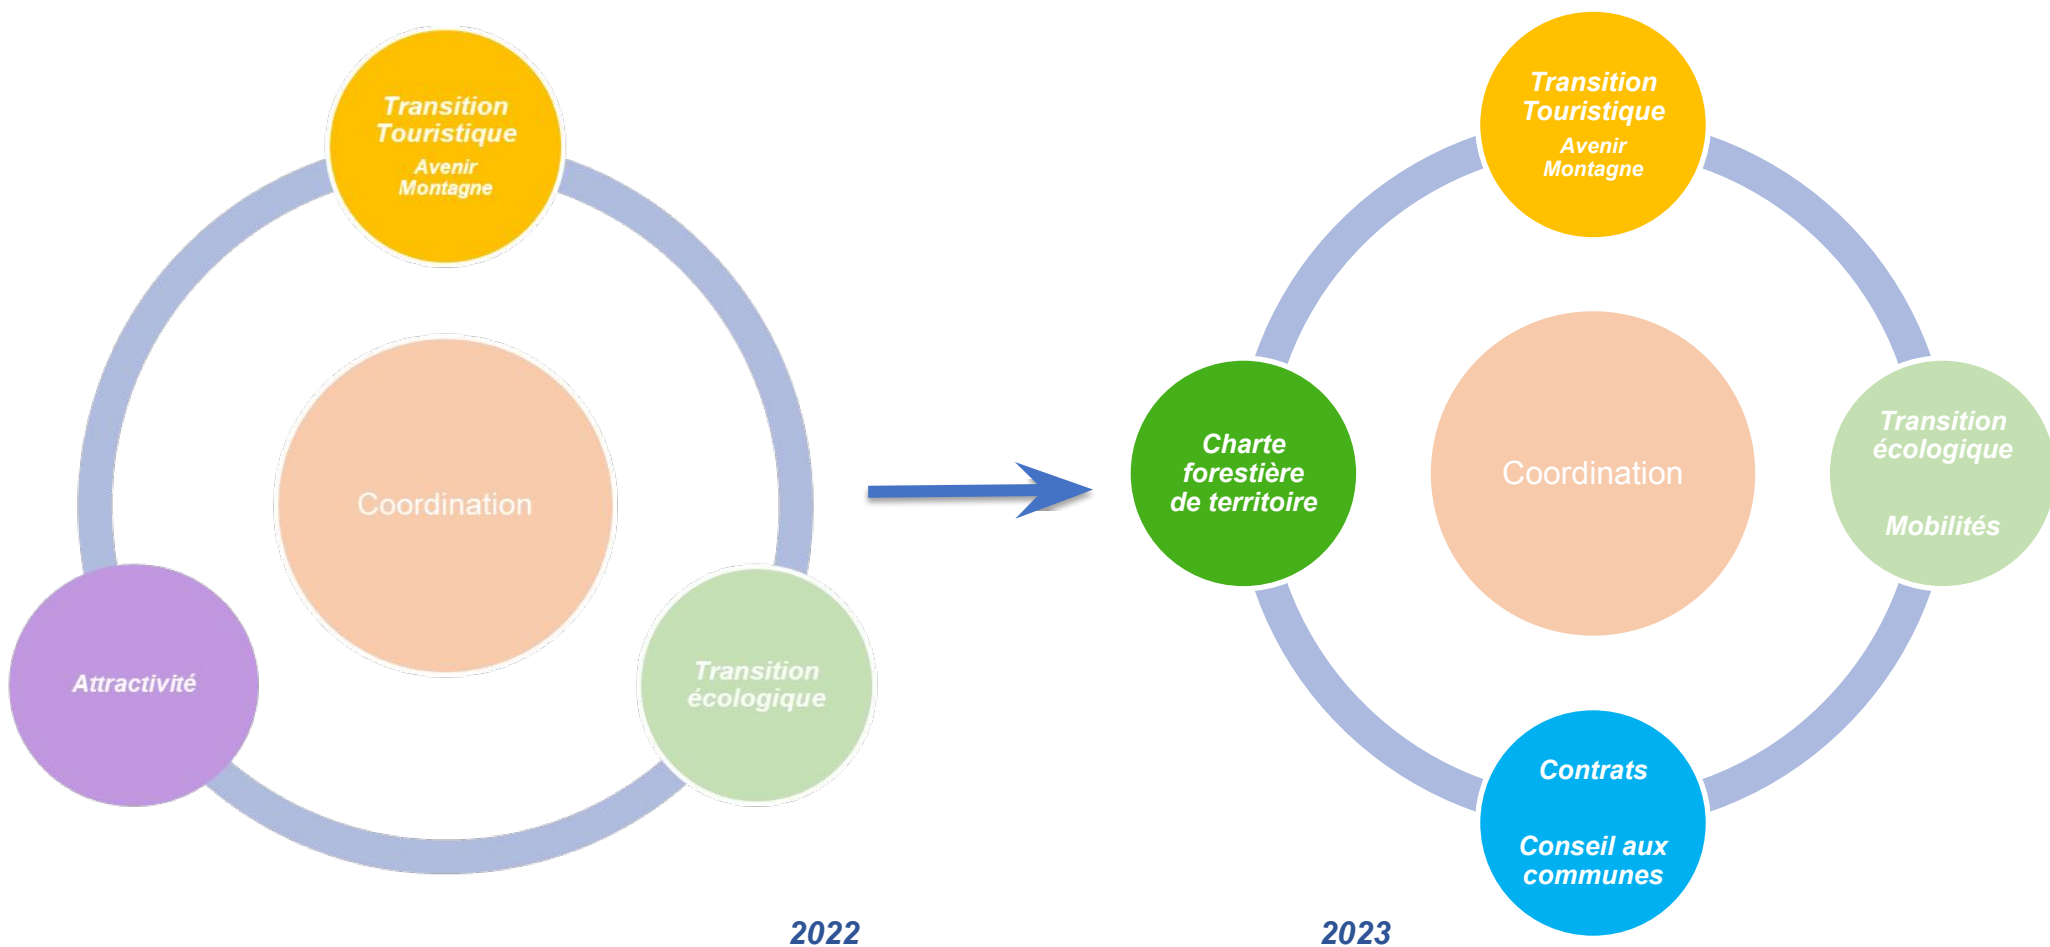 Transition
Touristique
Avenir
Montagne
Coordination
Attractivité
Transition
écologique
2022
Transition
Touristique
Avenir
Montagne
Charte
forestière
de territoire
Coordination
Transition
écologique
Mobilités
Contrats
Conseil aux
communes
2023